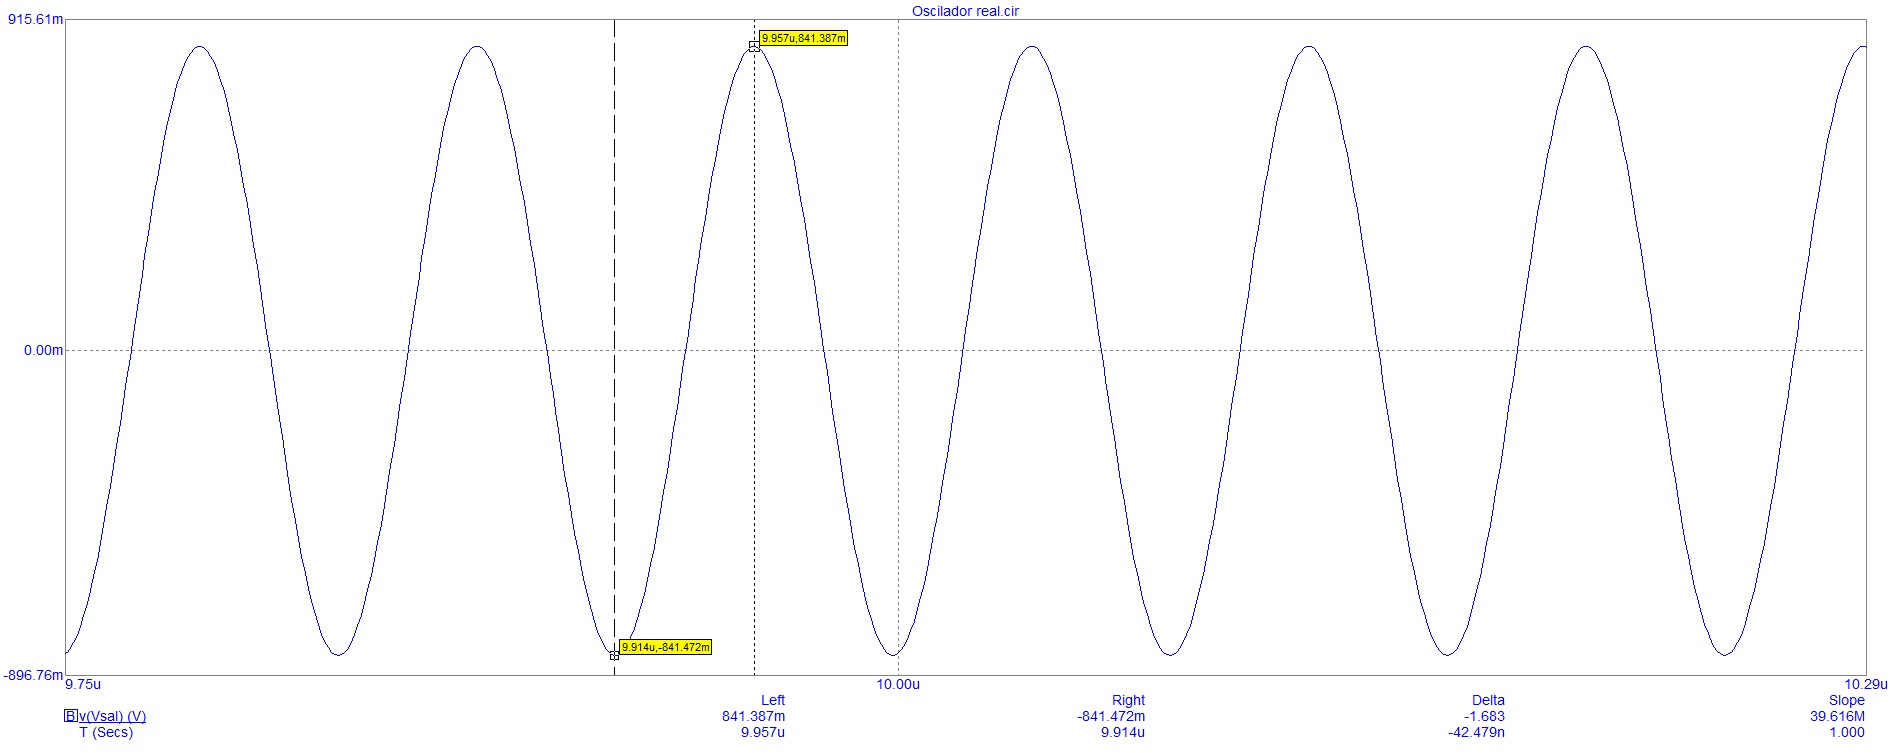 Oscilador real.cir
915.61m
9.957u,841.387m
0.00m
9.914u,-841.472m
-896.76m
9.75u 10.00u 10.29u
Left Right Delta Slope
B v(Vsal) (V) 841.387m -841.472m -1.683 39.616M
T (Secs) 9.957u 9.914u -42.479n 1.000